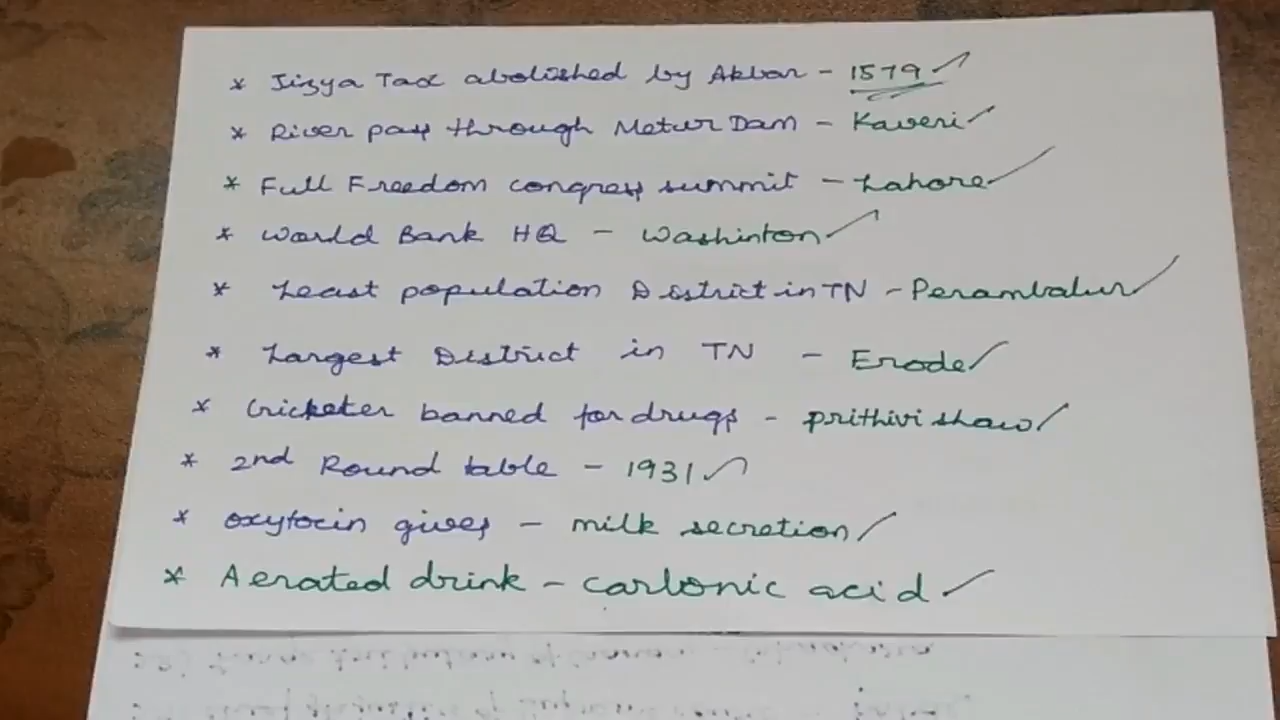 * Jizya Tax abolished by Akbar - 1579
* River pass through Metur Dam - Kaveri
* Full Freedom congress summit - Lahore
* World Bank HQ - Washinton
* Least population District in TN - Perambalur
* Largest District in TN - Erode
* Cricketer banned for drugs - prithivi shaw
* 2nd Round table - 1931
* oxytocin gives - milk secretion
* Aerated drink - carbonic acid